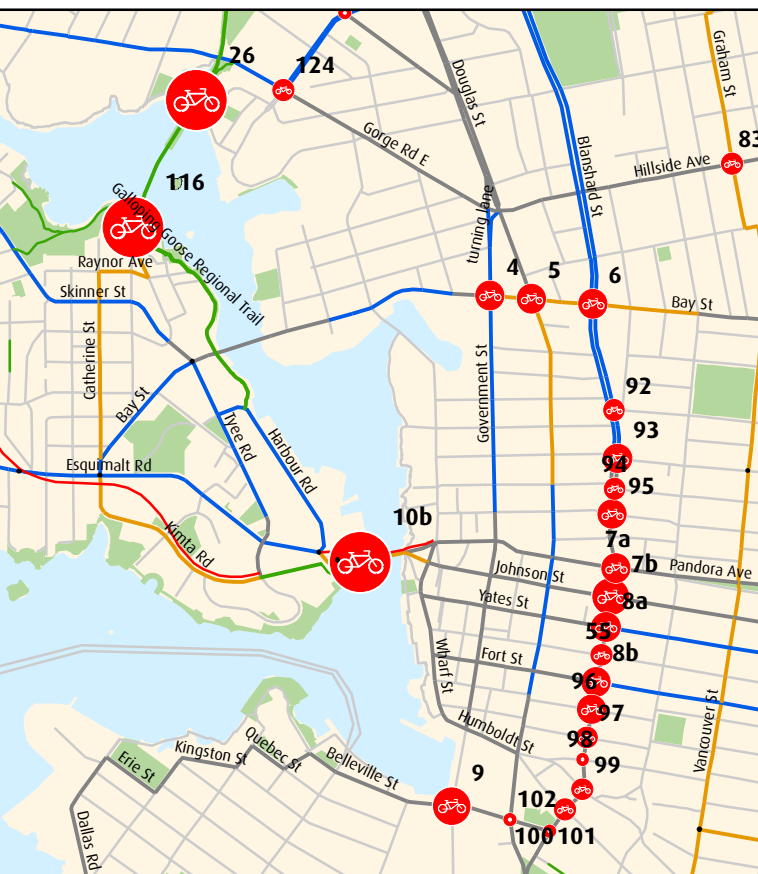 26
124
Graham St
Douglas St
83
Gorge Rd E
Blanshard St
Hillside Ave
116
Galloping Goose Regional Trail
turning lane
Raynor Ave
4
5
6
Skinner St
Bay St
Catherine St
Government St
92
Bay St
Tyee Rd
Harbour Rd
93
94
Esquimalt Rd
95
10b
Kimta Rd
7a
7b
Pandora Ave
Johnson St
Yates St
8a
55
Fort St
8b
Wharf St
96
97
Vancouver St
Humboldt St
98
Quebec St
Kingston St
Erie St
Belleville St
9
99
102
Dallas Rd
100
101